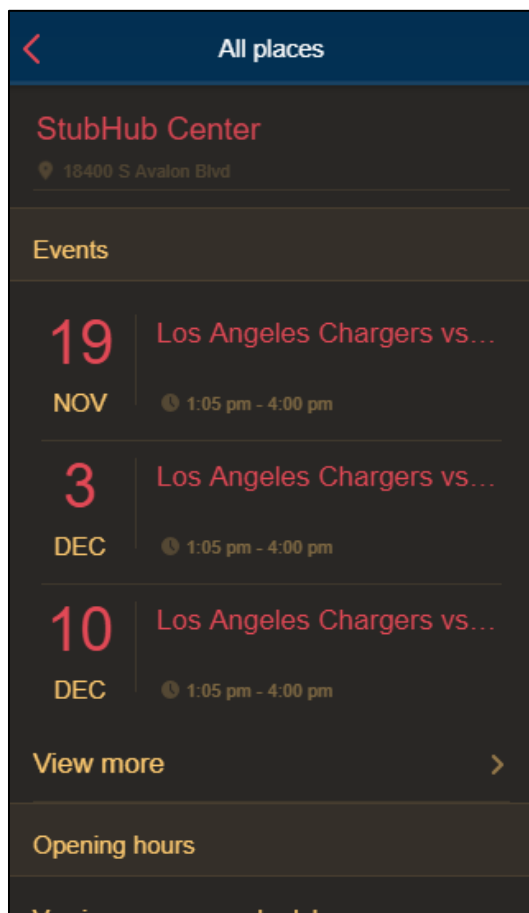 All places
StubHub Center
18400 S Avalon Blvd
Events
19
NOV
Los Angeles Chargers vs...
1:05 pm - 4:00 pm
3
DEC
Los Angeles Chargers vs...
1:05 pm - 4:00 pm
10
DEC
Los Angeles Chargers vs...
1:05 pm - 4:00 pm
View more
Opening hours